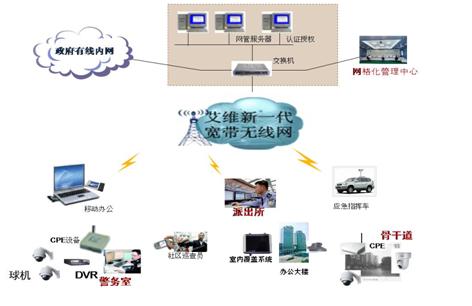 网管服务器
认证授权
政府有线内网
交换机
网格化管理中心
艾维新一代
宽带无线网
移动办公
派出所
应急指挥车
CPE设备
骨干道
CPE
球机
DVR
警务室
社区巡查员
室内覆盖系统
办公大楼